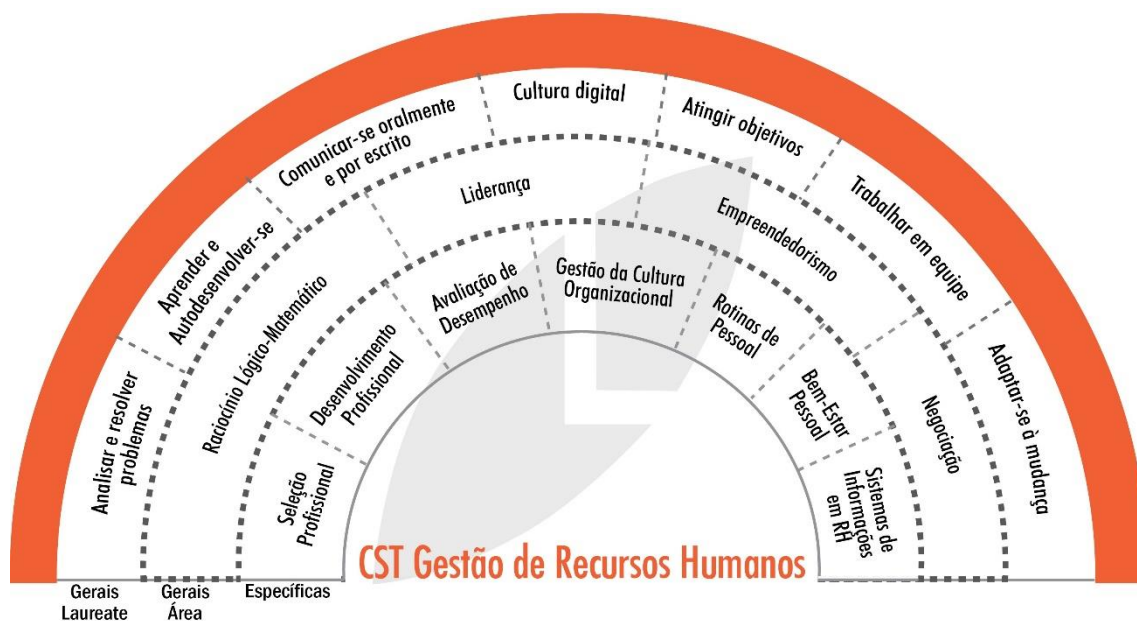 Analisar e resolver
problemas
Aprender e
Autodesenvolver-se
Comunicar-se oralmente
e por escrito
Cultura digital
Atingir objetivos
Trabalhar em equipe
Adaptar-se à mudança
Raciocínio Lógico-Matemático
Liderança
Empreendedorismo
Negociação
Seleção
Profissional
Desenvolvimento
Profissional
Avaliação de
Desempenho
Gestão da Cultura
Organizacional
Rotinas de
Pessoal
Bem-Estar
Pessoal
Sistemas de
Informações
em RH
CST Gestão de Recursos Humanos
Gerais
Laureate
Gerais
Área
Específicas